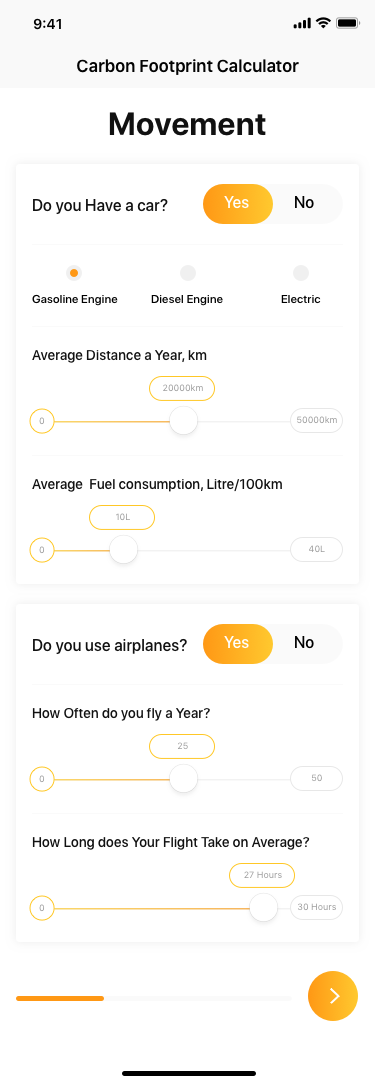 9:41
Carbon Footprint Calculator
Movement
Do you Have a car? Yes No
Gasoline Engine Diesel Engine Electric
Average Distance a Year, km
20000km
0 50000km
Average  Fuel consumption, Litre/100km
10L
0 40L
Do you use airplanes? Yes No
How Often do you fly a Year?
25
0 50
How Long does Your Flight Take on Average?
27 Hours
0 30 Hours